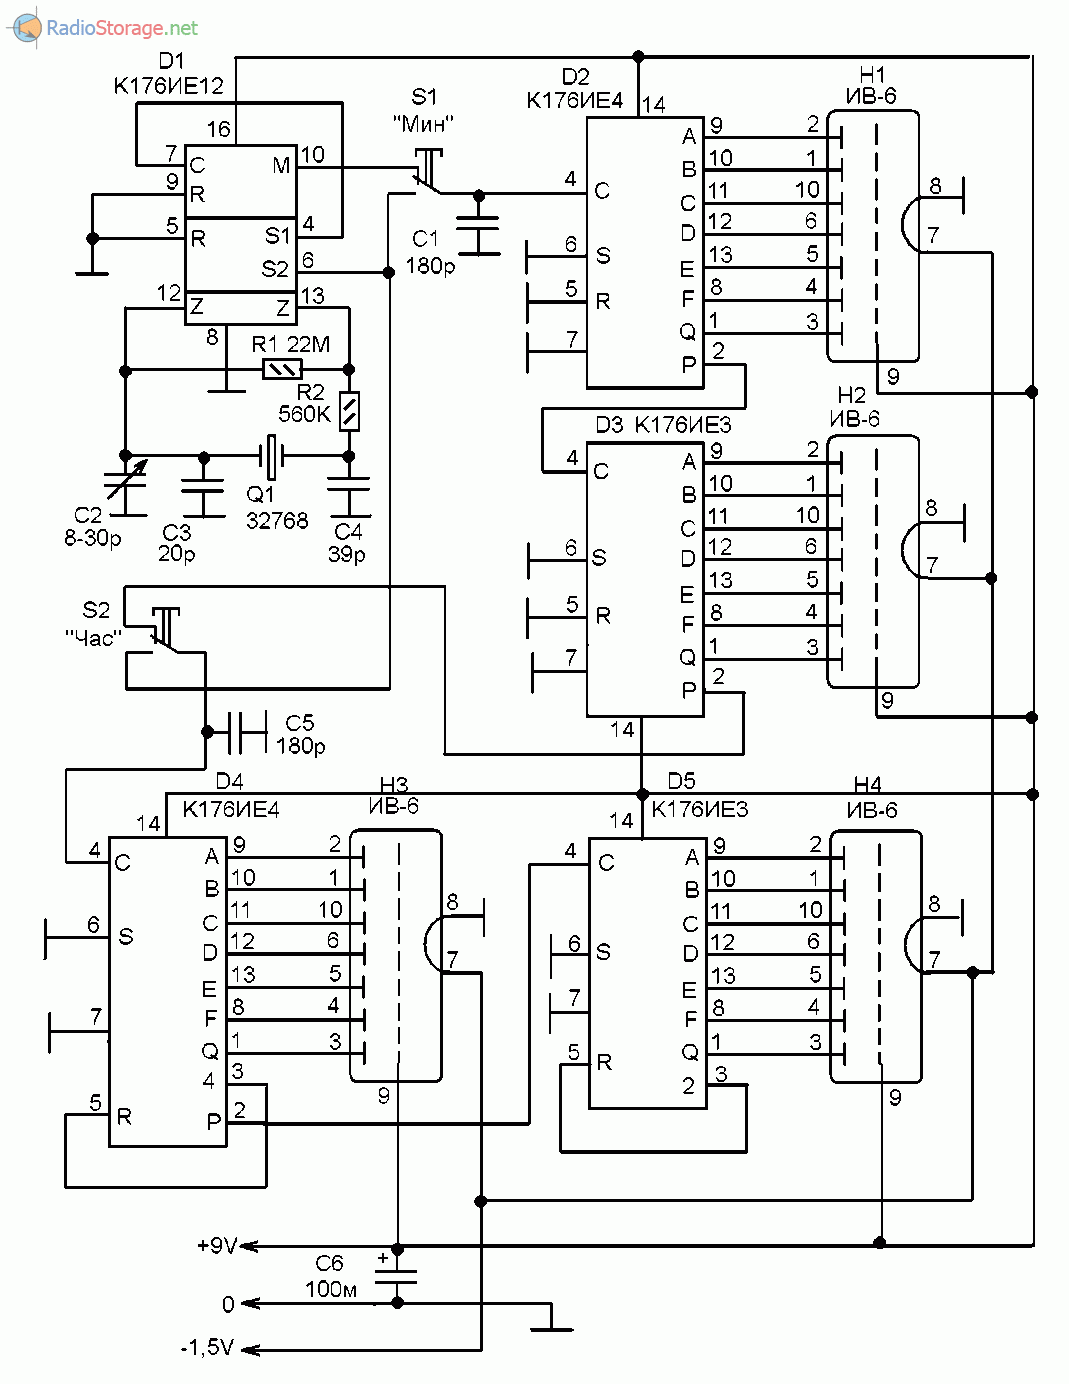 RadioStorage.net
D1
К176ИЕ12
16
7 C M 10
9 R
5 R S1 4
S2 6
12 Z Z 13
8
R1 22M
R2
560K
C2
8-30p
C3
20p
Q1
32768
C4
39p
S1
"Мин"
C1
180p
D2
К176ИЕ4
14
4 C
6 S
5 R
7
A 9 2
B 10 1
C 11 10
D 12 6
E 13 5
F 8 4
Q 1 3
P 2
H1
ИВ-6
8
7
9
D3 К176ИЕ3
4 C
6 S
5 R
7
A 9 2
B 10 1
C 11 10
D 12 6
E 13 5
F 8 4
Q 1 3
P 2
14
H2
ИВ-6
8
7
9
S2
"Час"
C5
180p
D4
К176ИЕ4
14
4 C
6 S
7
5 R
A 9 2
B 10 1
C 11 10
D 12 6
E 13 5
F 8 4
Q 1 3
4 3
P 2
H3
ИВ-6
8
7
9
D5
К176ИЕ3
14
4 C
6 S
7
5 R
A 9 2
B 10 1
C 11 10
D 12 6
E 13 5
F 8 4
Q 1 3
2 3
H4
ИВ-6
8
7
9
+9V
C6
100м
+
0
-1,5V